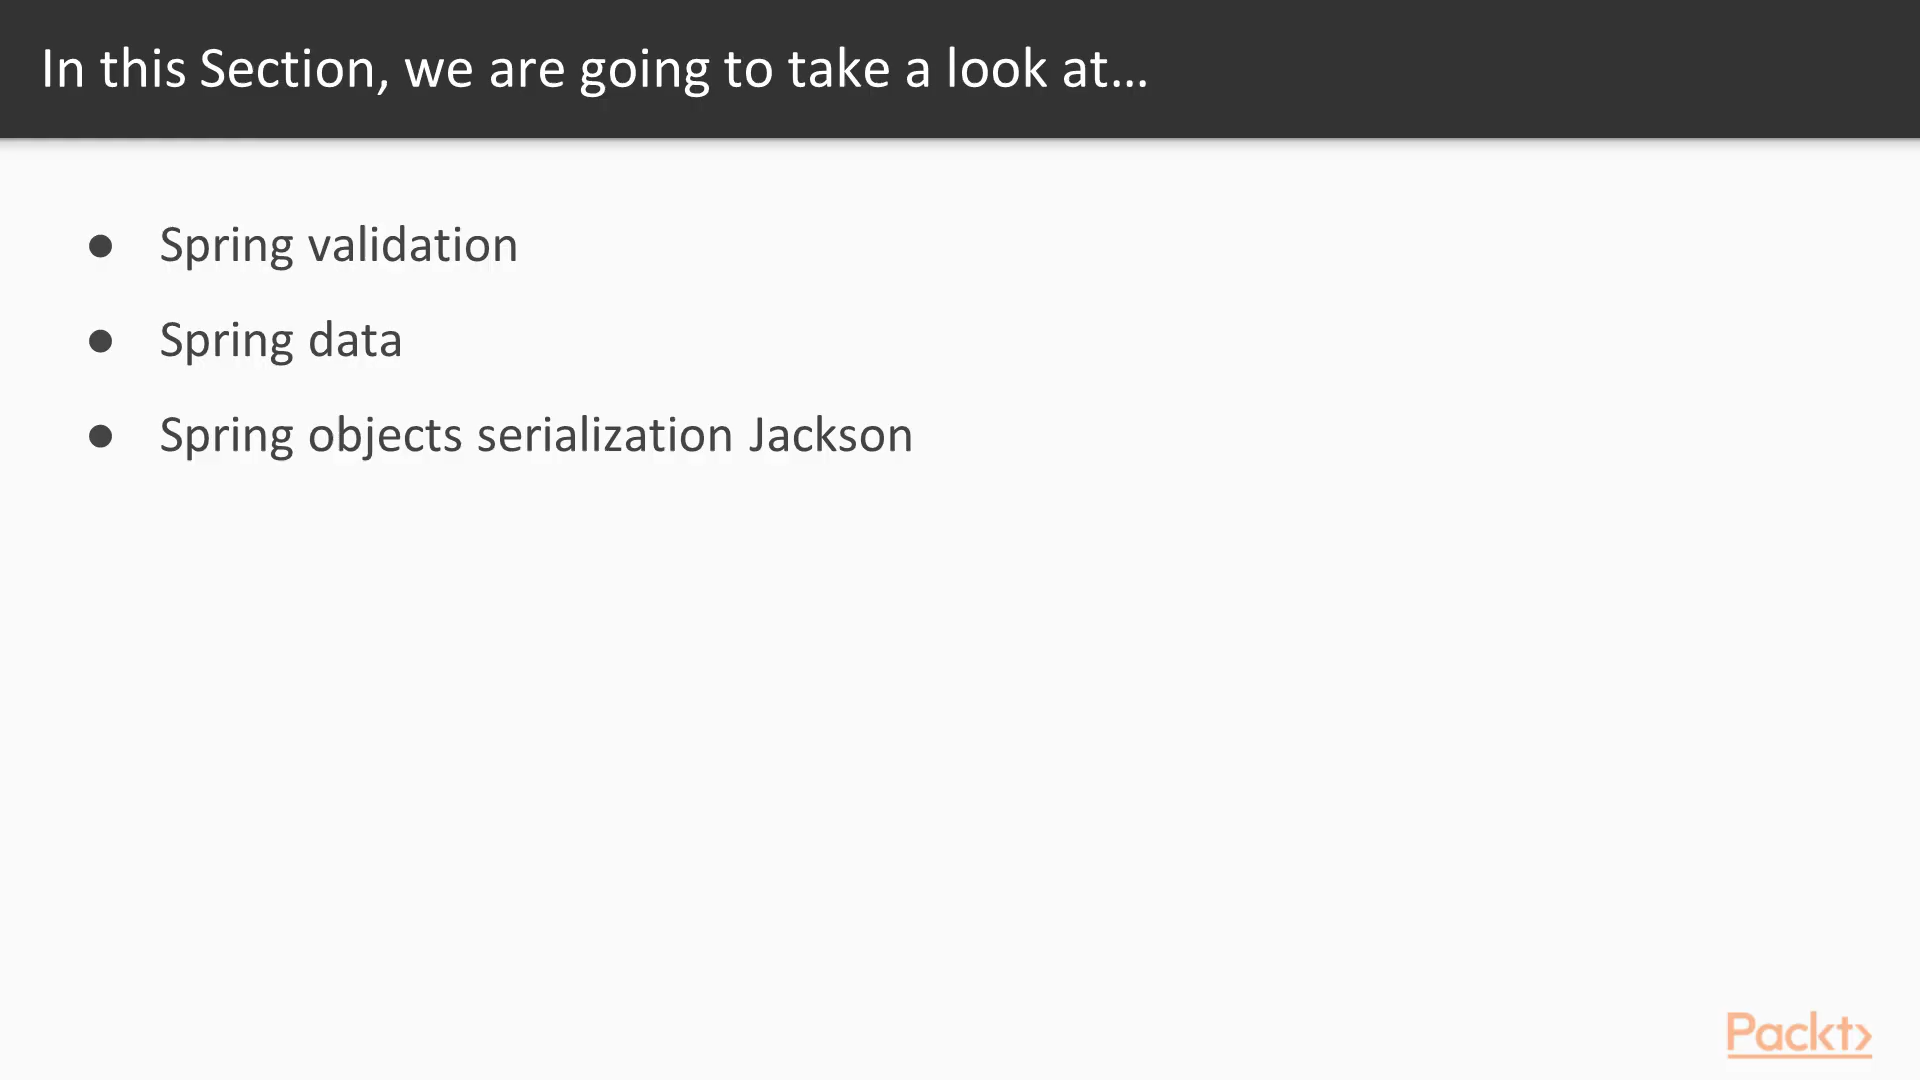 In this Section, we are going to take a look at...
● Spring validation
● Spring data
● Spring objects serialization Jackson
Packt>